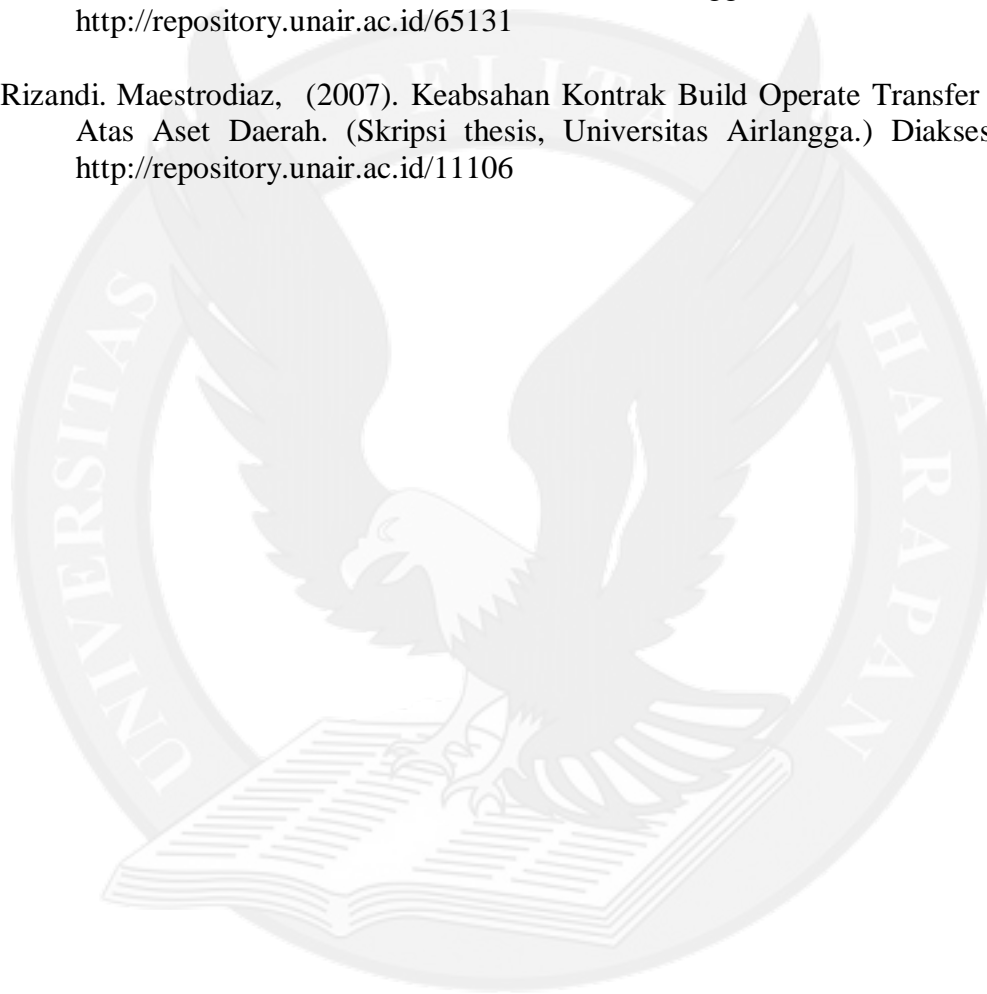 http://repository.unair.ac.id/65131
Rizandi. Maestrodiaz, (2007). Keabsahan Kontrak Build Operate Transfer
Atas Aset Daerah. (Skripsi thesis, Universitas Airlangga.) Diakses
http://repository.unair.ac.id/11106
UNIVERSITAS PELITA HARAPAN